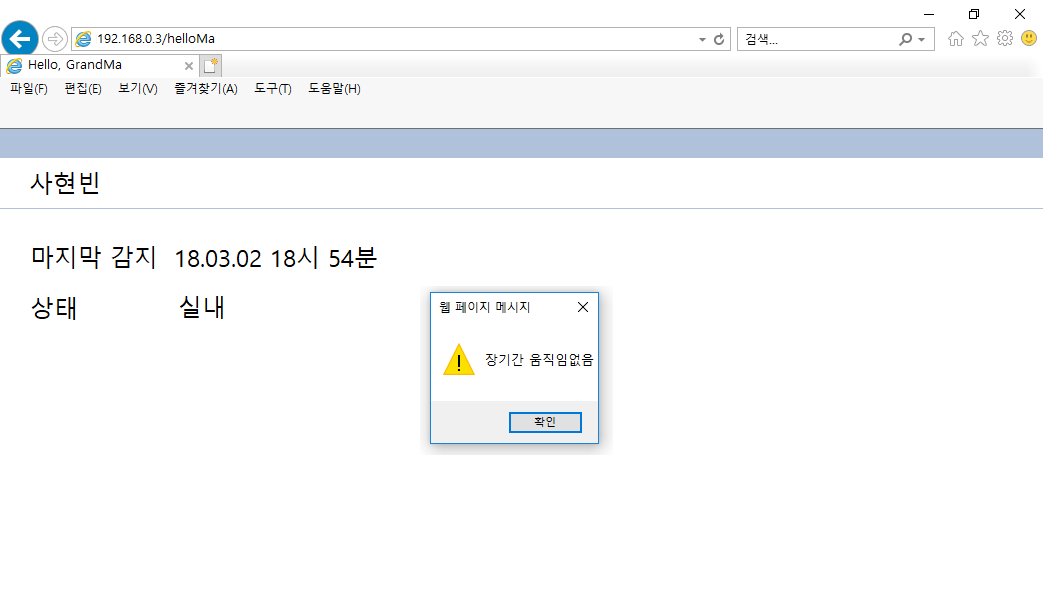 192.168.0.3/helloMa
검색...
Hello, GrandMa
파일(F) 편집(E) 보기(V) 즐겨찾기(A) 도구(T) 도움말(H)
사현빈
마지막 감지 18.03.02 18시 54분
상태 실내
웹 페이지 메시지
장기간 움직임없음
확인